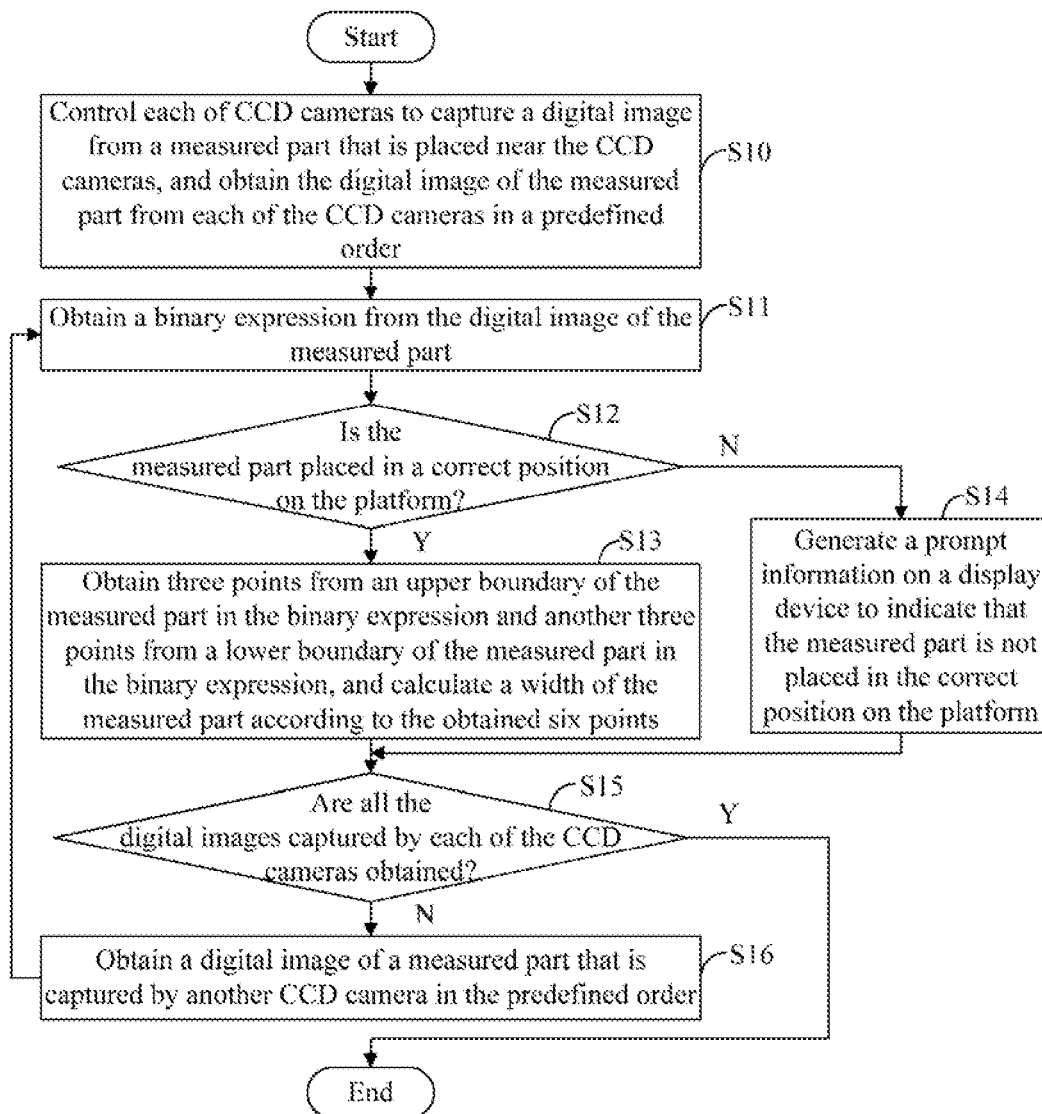 Start
Control each of CCD cameras to capture a digital image
from a measured part that is placed near the CCD
cameras, and obtain the digital image of the measured
part from each of the CCD cameras in a predefined
order
S10
Obtain a binary expression from the digital image of the
measured part
S11
Is the
measured part placed in a correct position
on the platform?
S12
N
Y
S14
Generate a prompt
information on a display
device to indicate that
the measured part is not
placed in the correct
position on the platform
S13
Obtain three points from an upper boundary of the
measured part in the binary expression and another three
points from a lower boundary of the measured part in
the binary expression, and calculate a width of the
measured part according to the obtained six points
S15
Are all the
digital images captured by each of the CCD
cameras obtained?
Y
N
Obtain a digital image of a measured part that is
captured by another CCD camera in the predefined order
S16
End